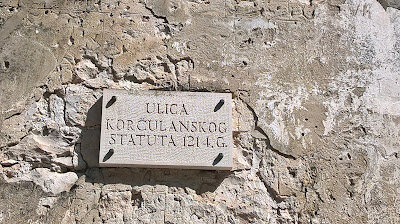 ULICA
KORČULANSKOG
STATUTA 1214. G.